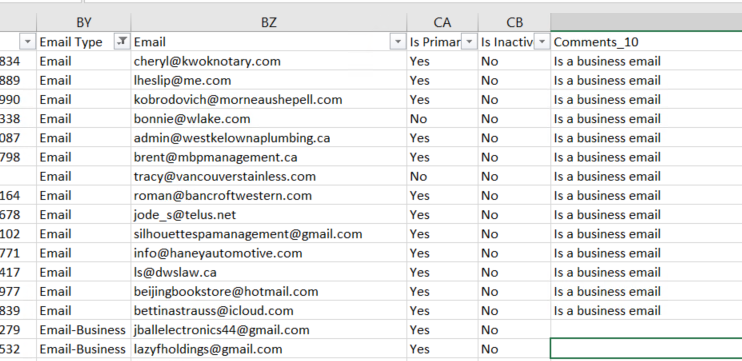 BY BZ CA CB
Email Type Email Is Primar Is Inactiv Comments_10
834 Email cheryl@kwoknotary.com Yes No Is a business email
889 Email lheslip@me.com Yes No Is a business email
990 Email kobrodovich@morneaushepell.com Yes No Is a business email
338 Email bonnie@wlake.com No No Is a business email
087 Email admin@westkelownaplumbing.ca Yes No Is a business email
798 Email brent@mbpmanagement.ca Yes No Is a business email
Email tracy@vancouverstainless.com No No Is a business email
164 Email roman@bancroftwestern.com Yes No Is a business email
678 Email jode_s@telus.net Yes No Is a business email
102 Email silhouettespamanagement@gmail.com Yes No Is a business email
771 Email info@haneyautomotive.com Yes No Is a business email
417 Email ls@dwslaw.ca Yes No Is a business email
977 Email beijingbookstore@hotmail.com Yes No Is a business email
839 Email bettinastrauss@icloud.com Yes No Is a business email
279 Email-Business jballelectronics44@gmail.com Yes No
532 Email-Business lazyfholdings@gmail.com Yes No